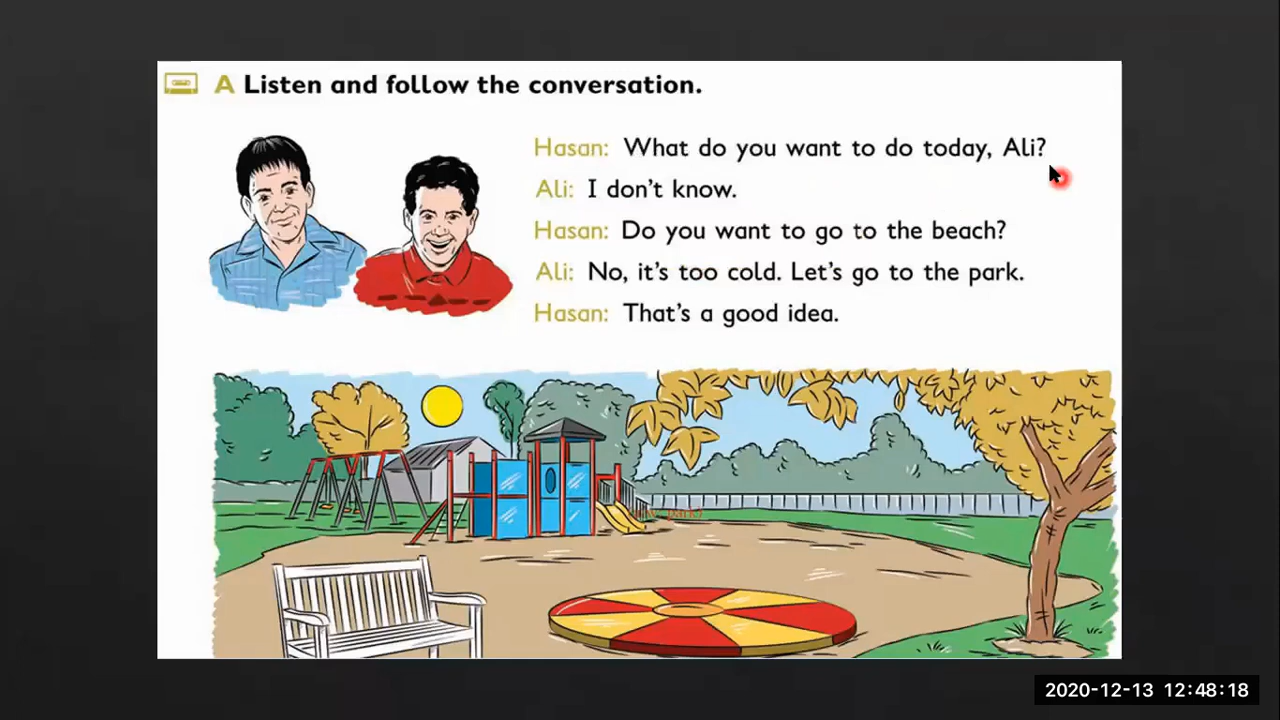 A Listen and follow the conversation.
Hasan: What do you want to do today, Ali?
Ali: I don't know.
Hasan: Do you want to go to the beach?
Ali: No, it's too cold. Let's go to the park.
Hasan: That's a good idea.
2020-12-13 12:48:18